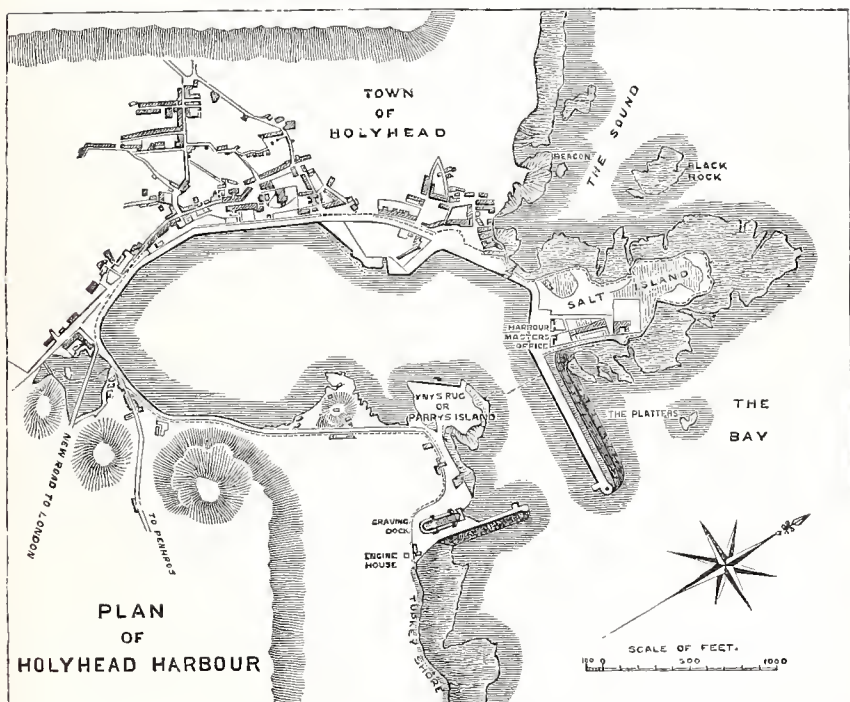 TOWN
OF
HOLYHEAD
THE SOUND
BEACON
BLACK
ROCK
SALT ISLAND
HARBOUR
MASTERS
OFFICE
YNYS RUG
OR
PARRYS ISLAND
THE PLATTERS
THE
BAY
NEW ROAD TO LONDON
TO PENRHOS
GRAVING
DOCK
ENGINE
HOUSE
TURKEY SHORE
PLAN
OF
HOLYHEAD HARBOUR
SCALE OF FEET.
100 0 500 1000